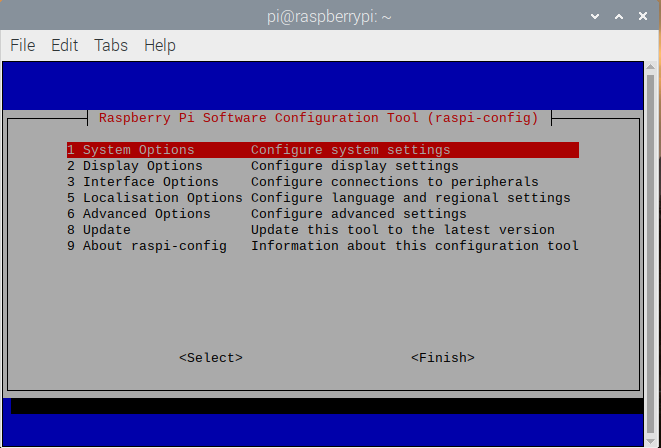 pi@raspberrypi: ~
File Edit Tabs Help
Raspberry Pi Software Configuration Tool (raspi-config)
1 System Options Configure system settings
2 Display Options Configure display settings
3 Interface Options Configure connections to peripherals
5 Localisation Options Configure language and regional settings
6 Advanced Options Configure advanced settings
8 Update Update this tool to the latest version
9 About raspi-config Information about this configuration tool
<Select> <Finish>